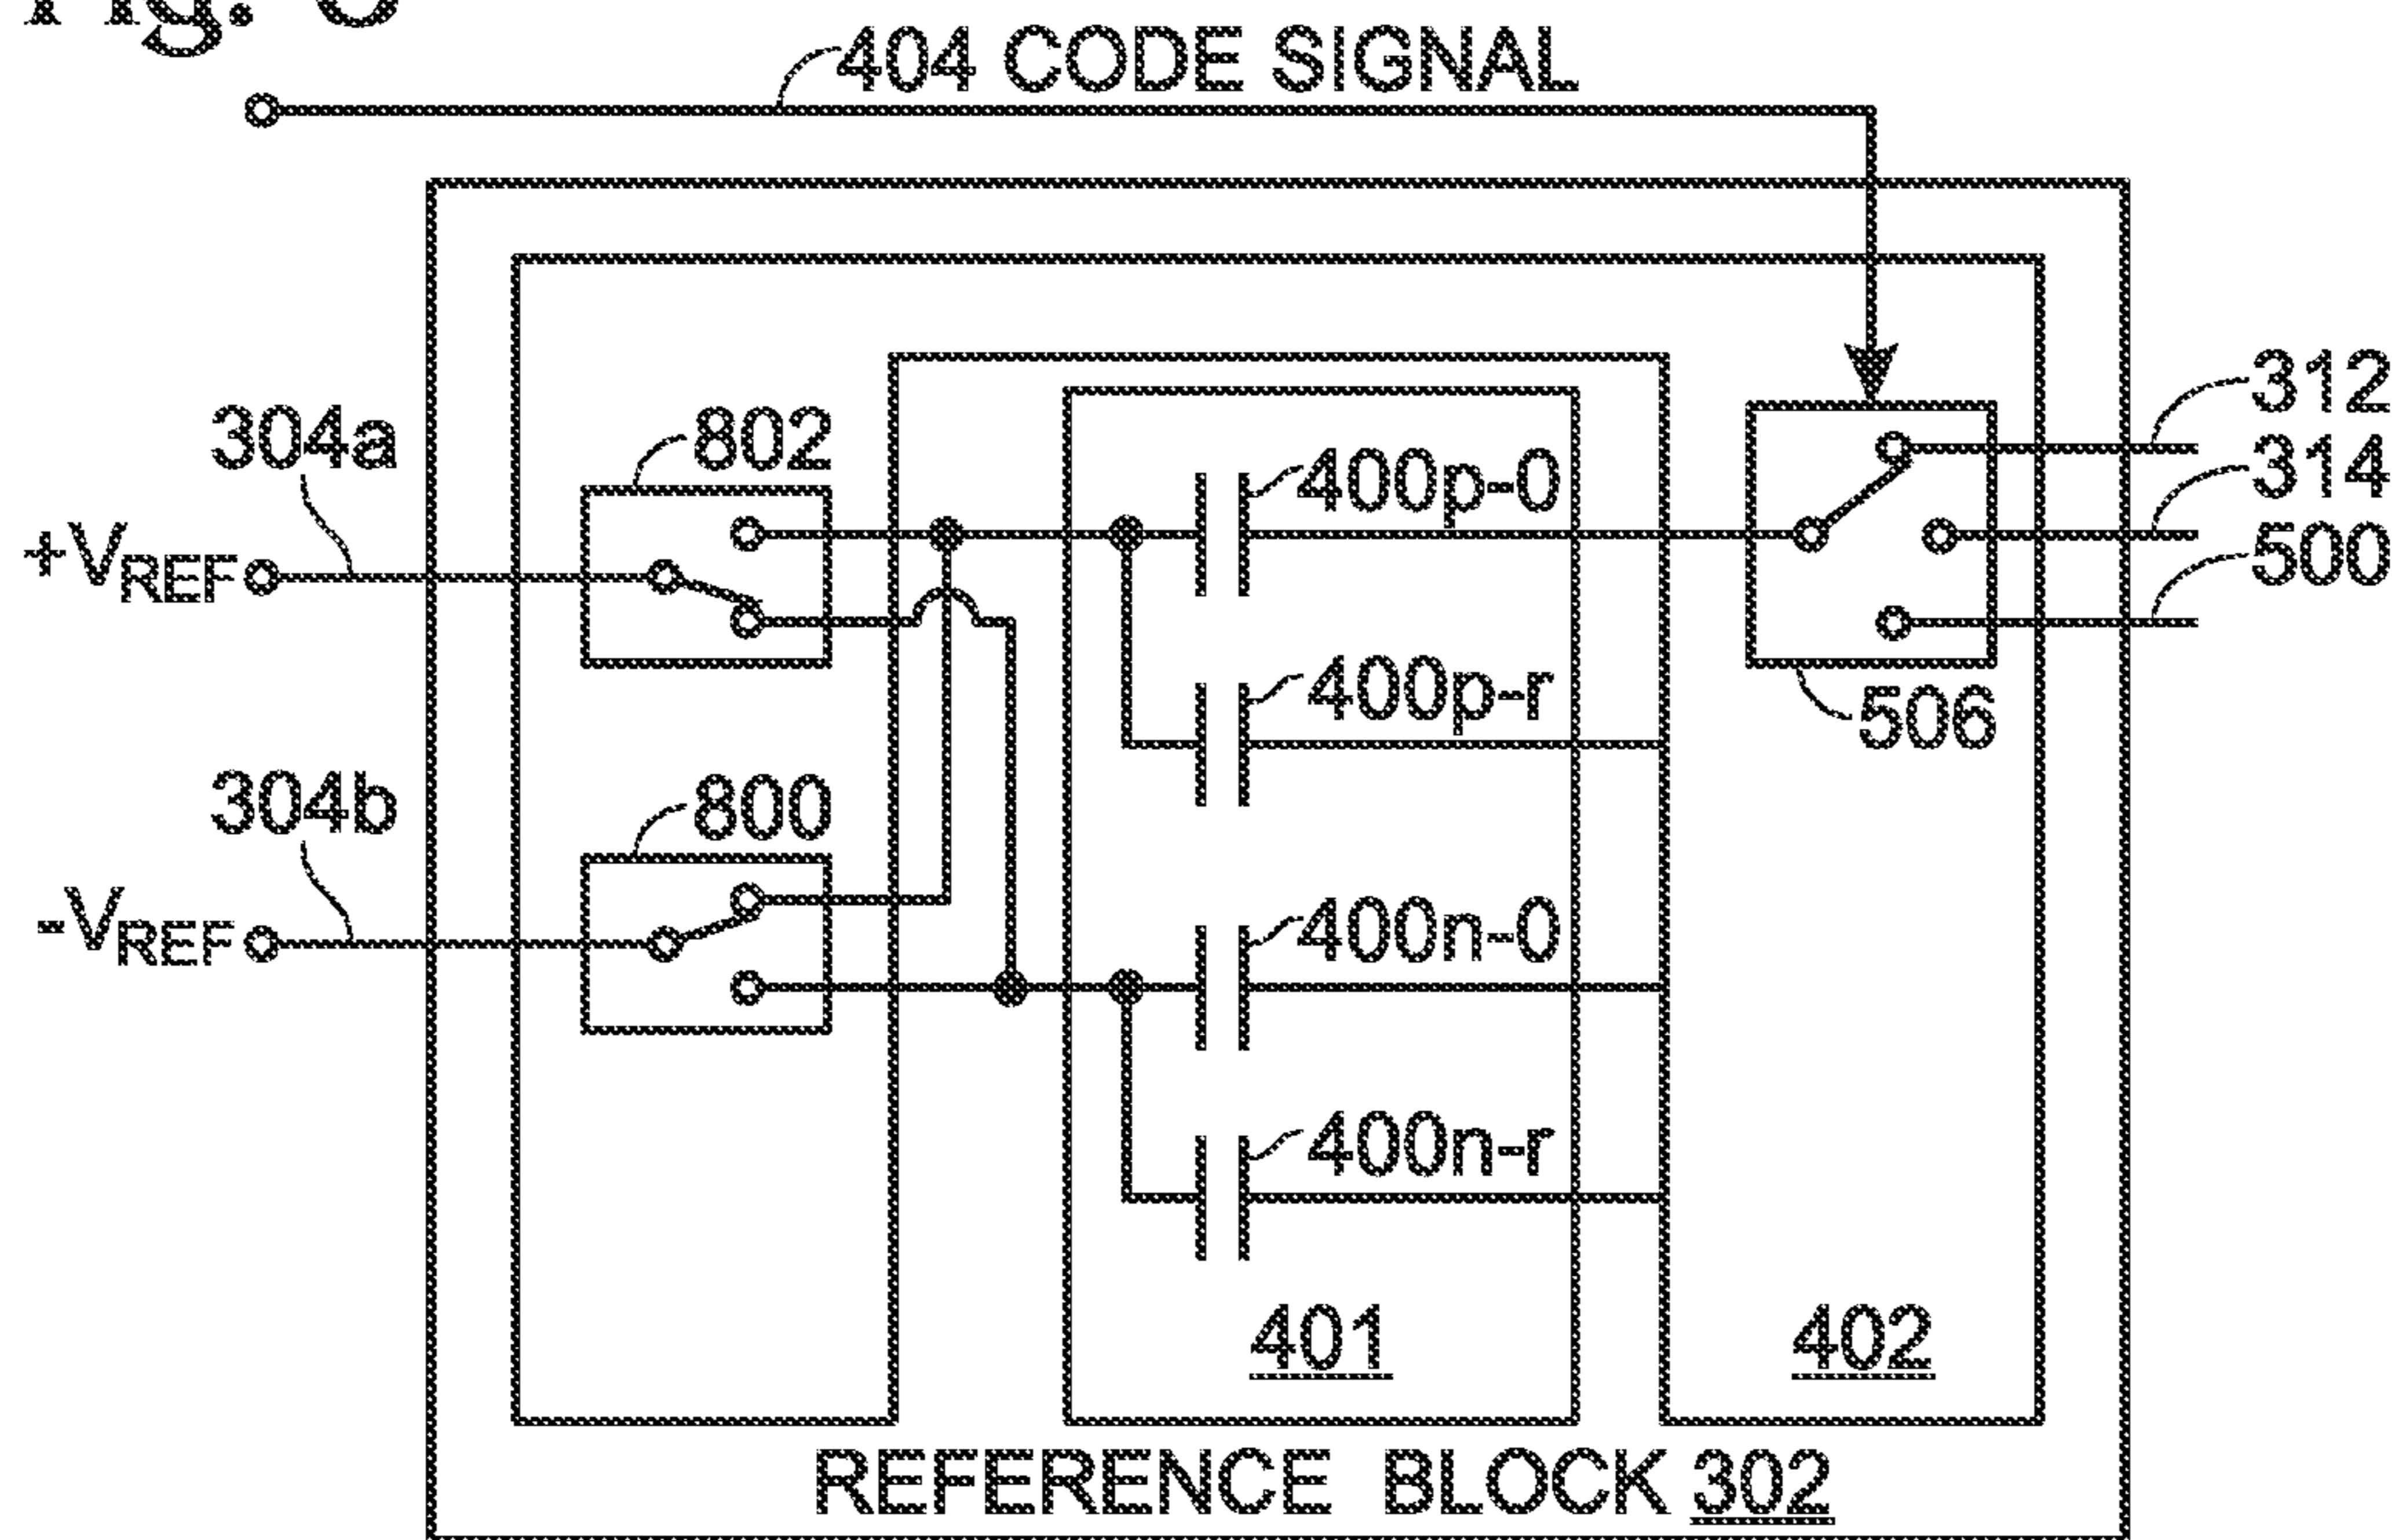 404 CODE SIGNAL
312
304a
802
314
400p-0
+VREF
500
400p-r
506
304b
800
-VREF
400n-0
400n-r
401
402
REFERENCE BLOCK 302